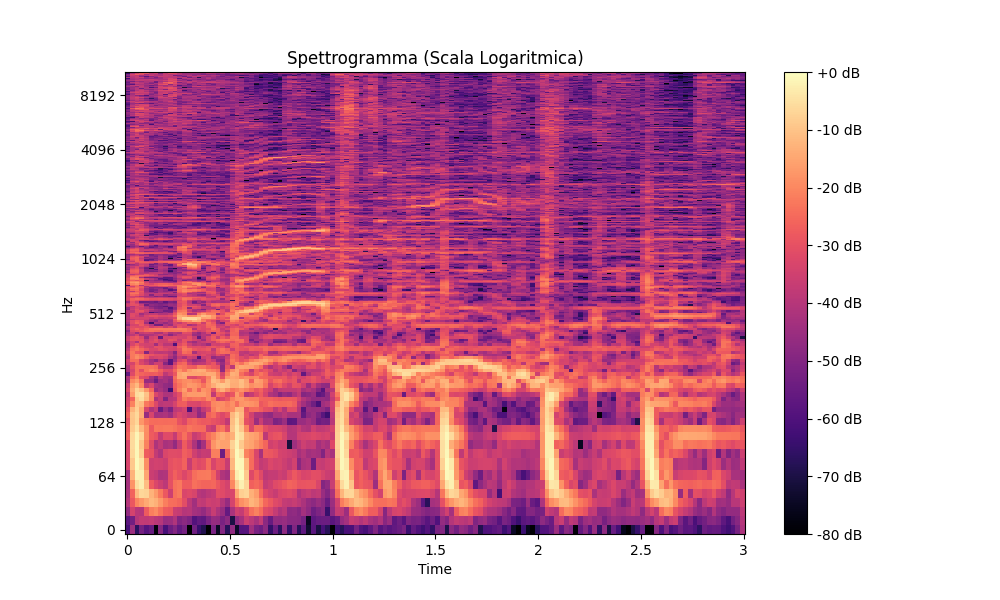 Spettrogramma (Scala Logaritmica)
Hz
8192
4096
2048
1024
512
256
128
64
0
0
0.5
1
1.5
2
2.5
3
Time
+0 dB
-10 dB
-20 dB
-30 dB
-40 dB
-50 dB
-60 dB
-70 dB
-80 dB